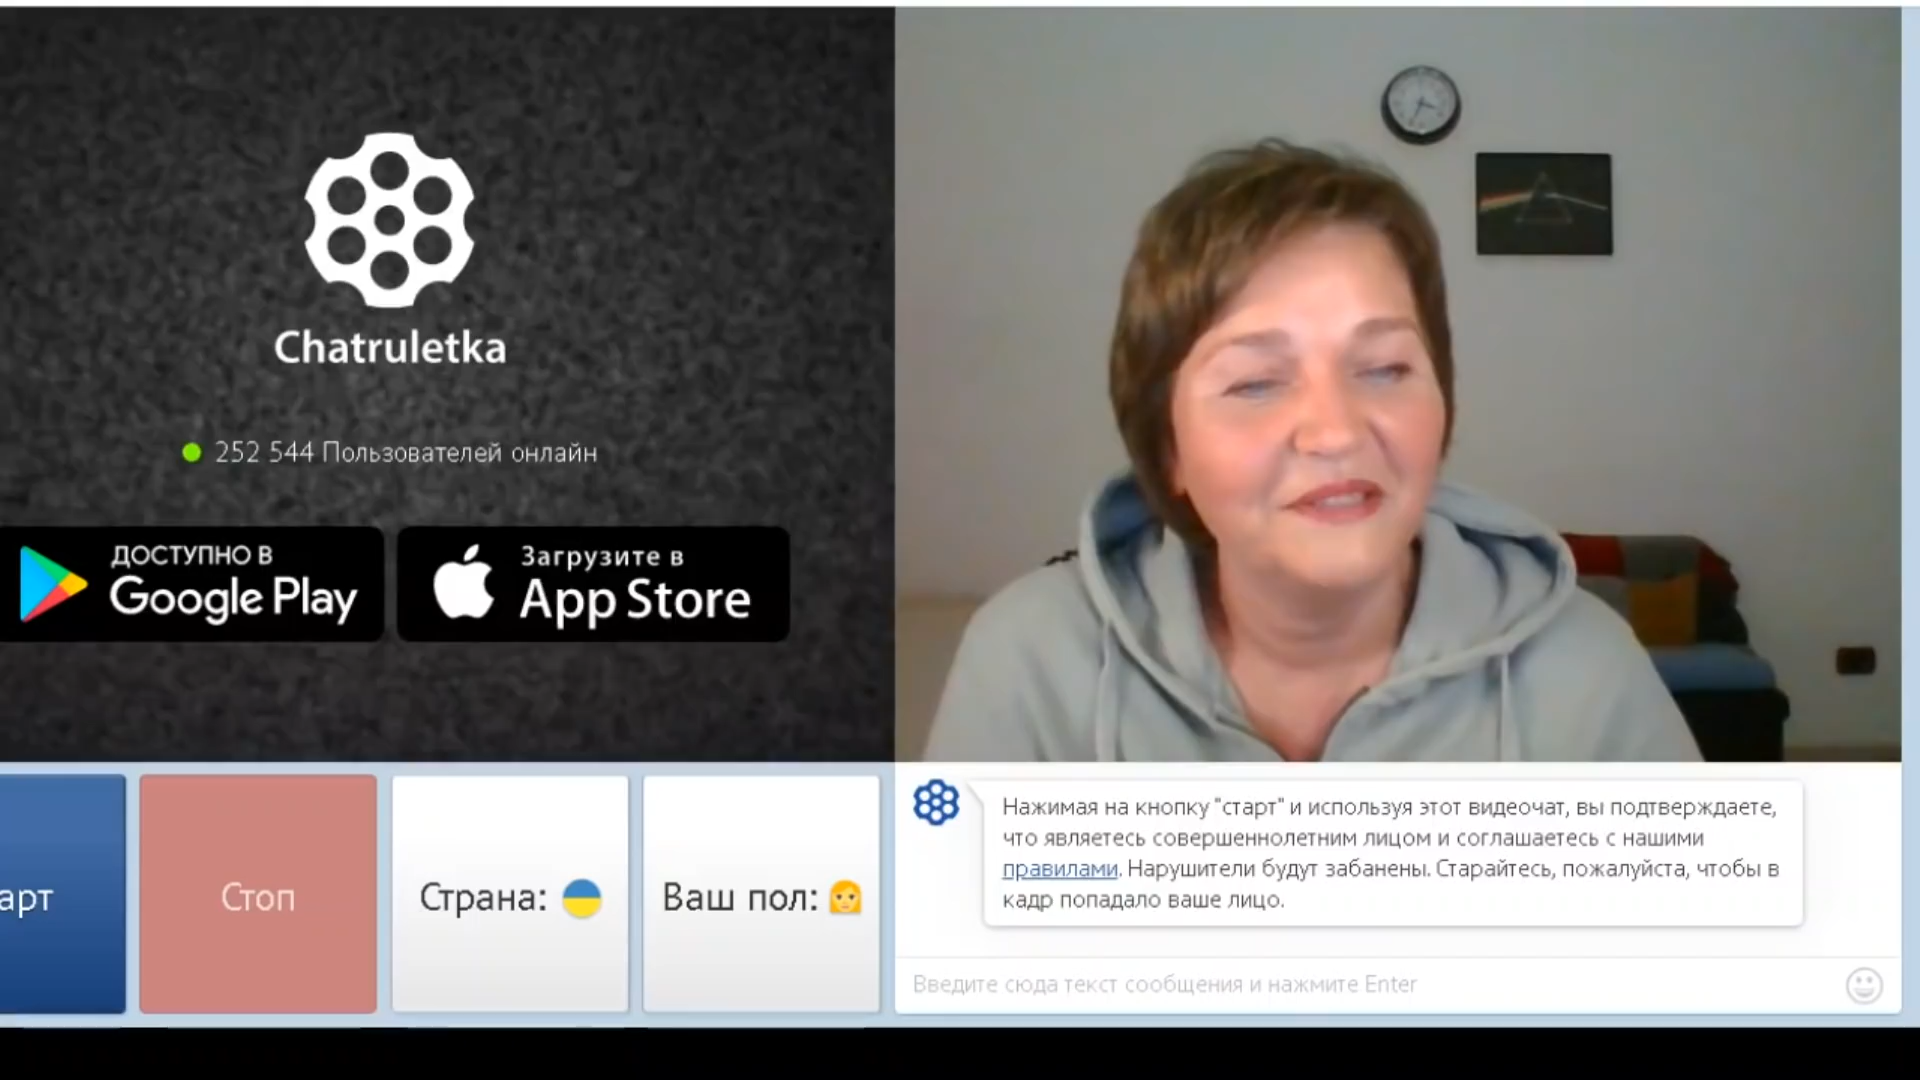 Chatruletka
252 544 Пользователей онлайн
ДОСТУПНО В
Google Play
Загрузите в
App Store
арт
Стоп
Страна:
Ваш пол:
Нажимая на кнопку "старт" и используя этот видеочат, вы подтверждаете,
что являетесь совершеннолетним лицом и соглашаетесь с нашими
правилами. Нарушители будут забанены. Старайтесь, пожалуйста, чтобы в
кадр попадало ваше лицо.
Введите сюда текст сообщения и нажмите Enter